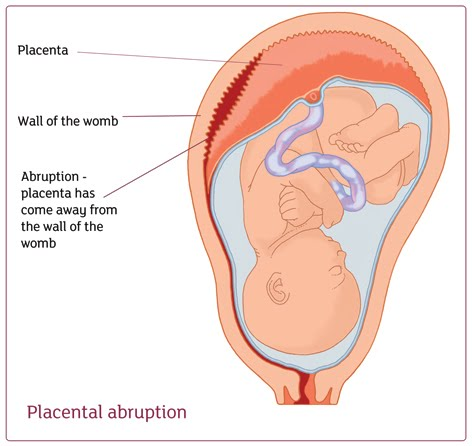 Placenta
Wall of the womb
Abruption -
placenta has
come away from
the wall of the
womb
Placental abruption